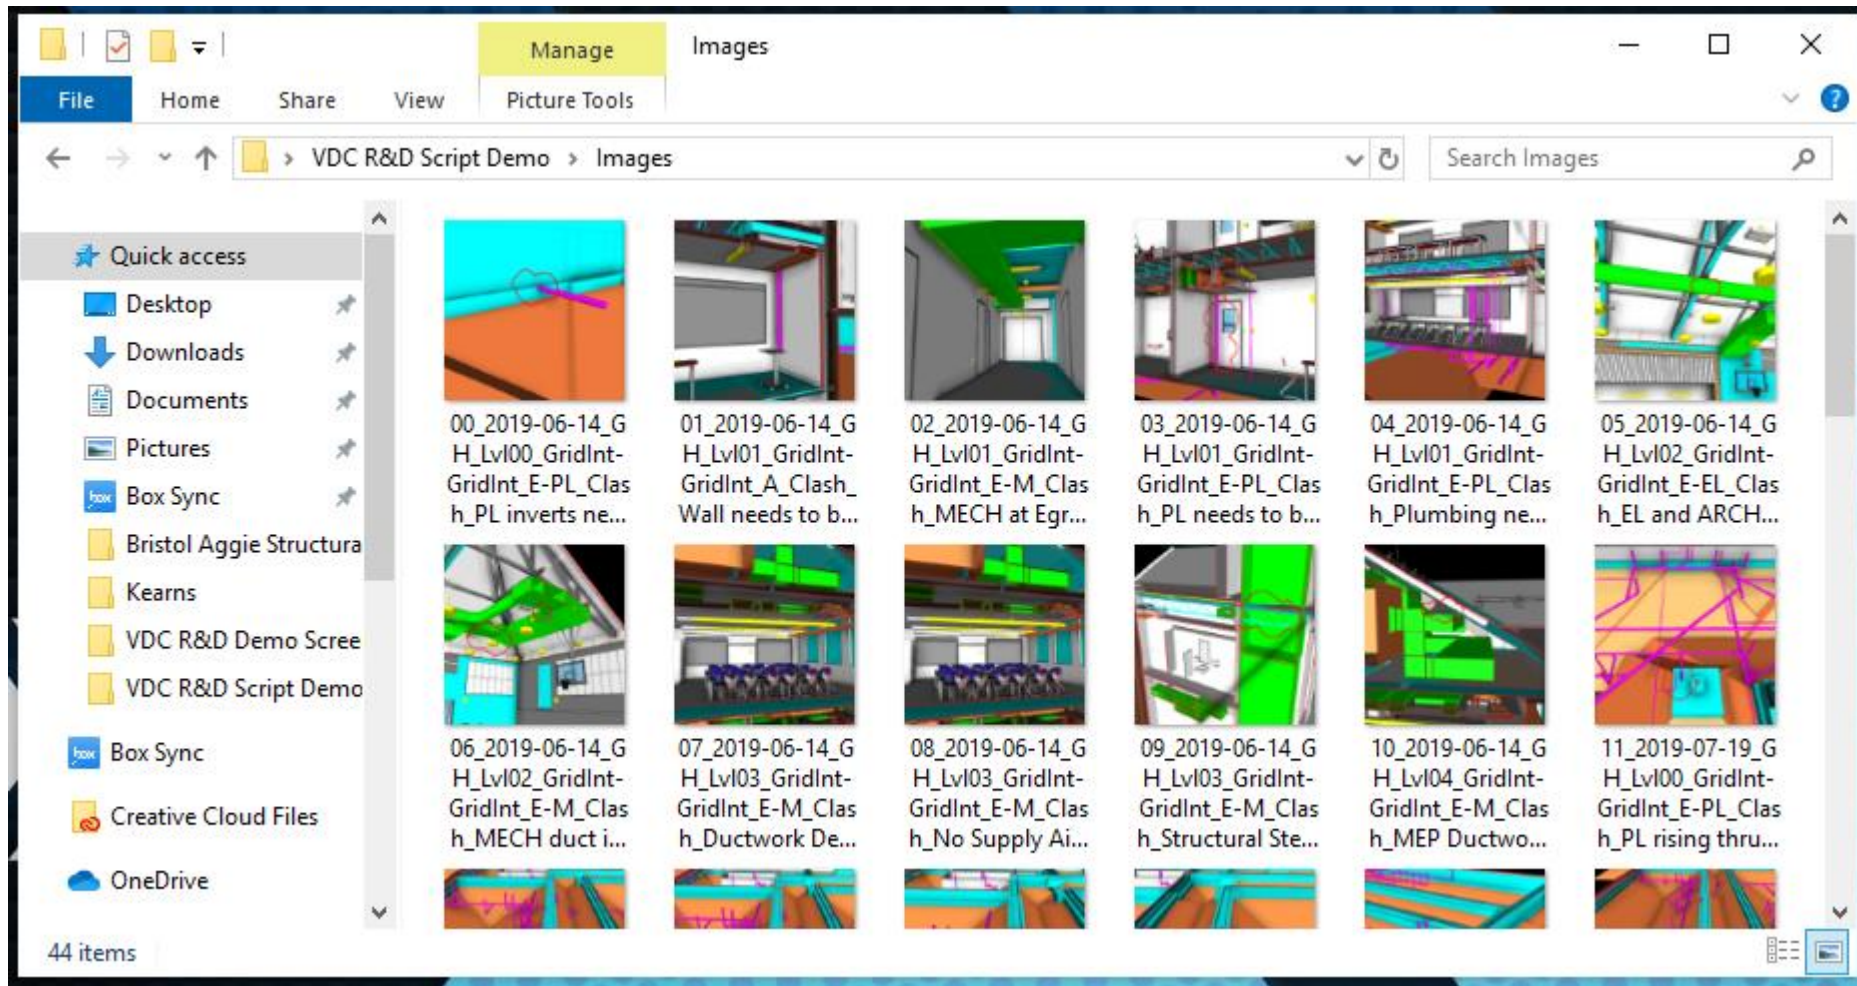 Manage
Images
File
Home
Share
View
Picture Tools
VDC R&D Script Demo > Images
Search Images
Quick access
Desktop
Downloads
Documents
Pictures
box Box Sync
Bristol Aggie Structura
Kearns
VDC R&D Demo Scree
VDC R&D Script Demo
box Box Sync
Creative Cloud Files
OneDrive
00_2019-06-14_G
H_Lvl00_GridInt-
GridInt_E-PL_Clas
h_PL inverts ne...
01_2019-06-14_G
H_Lvl01_GridInt-
GridInt_A_Clash_
Wall needs to b...
02_2019-06-14_G
H_Lvl01_GridInt-
GridInt_E-M_Clas
h_MECH at Egr...
03_2019-06-14_G
H_Lvl01_GridInt-
GridInt_E-PL_Clas
h_PL needs to b...
04_2019-06-14_G
H_Lvl01_GridInt-
GridInt_E-PL_Clas
h_Plumbing ne...
05_2019-06-14_G
H_Lvl02_GridInt-
GridInt_E-EL_Clas
h_EL and ARCH...
06_2019-06-14_G
H_Lvl02_GridInt-
GridInt_E-M_Clas
h_MECH duct i...
07_2019-06-14_G
H_Lvl03_GridInt-
GridInt_E-M_Clas
h_Ductwork De...
08_2019-06-14_G
H_Lvl03_GridInt-
GridInt_E-M_Clas
h_No Supply Ai...
09_2019-06-14_G
H_Lvl03_GridInt-
GridInt_E-M_Clas
h_Structural Ste...
10_2019-06-14_G
H_Lvl04_GridInt-
GridInt_E-M_Clas
h_MEP Ductwo...
11_2019-07-19_G
H_Lvl00_GridInt-
GridInt_E-PL_Clas
h_PL rising thru...
44 items